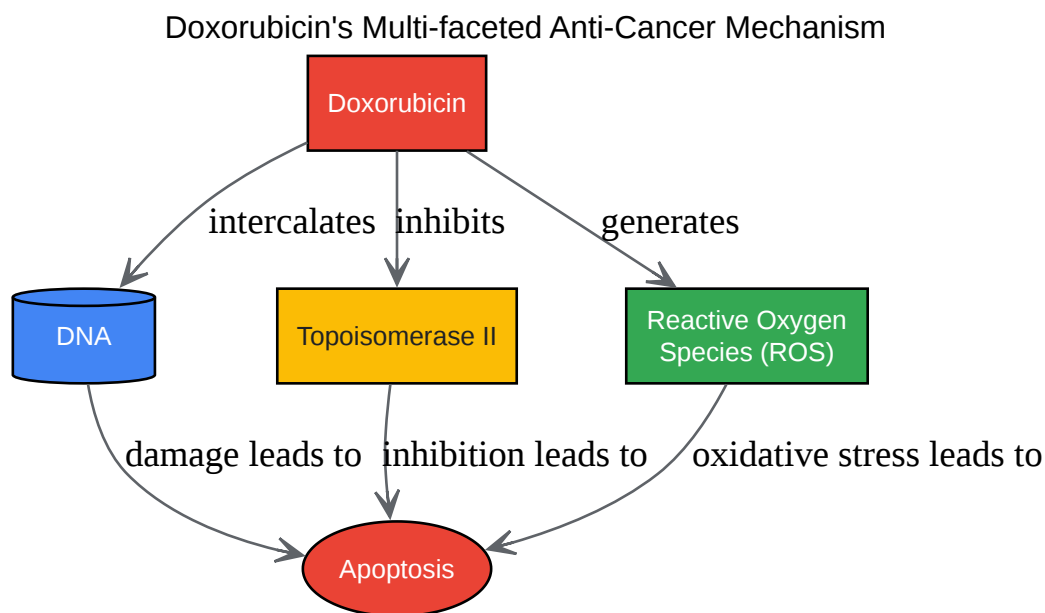 Doxorubicin's Multi-faceted Anti-Cancer Mechanism
Doxorubicin
intercalates
inhibits
generates
DNA
Topoisomerase II
Reactive Oxygen
Species (ROS)
damage leads to
inhibition leads to
oxidative stress leads to
Apoptosis